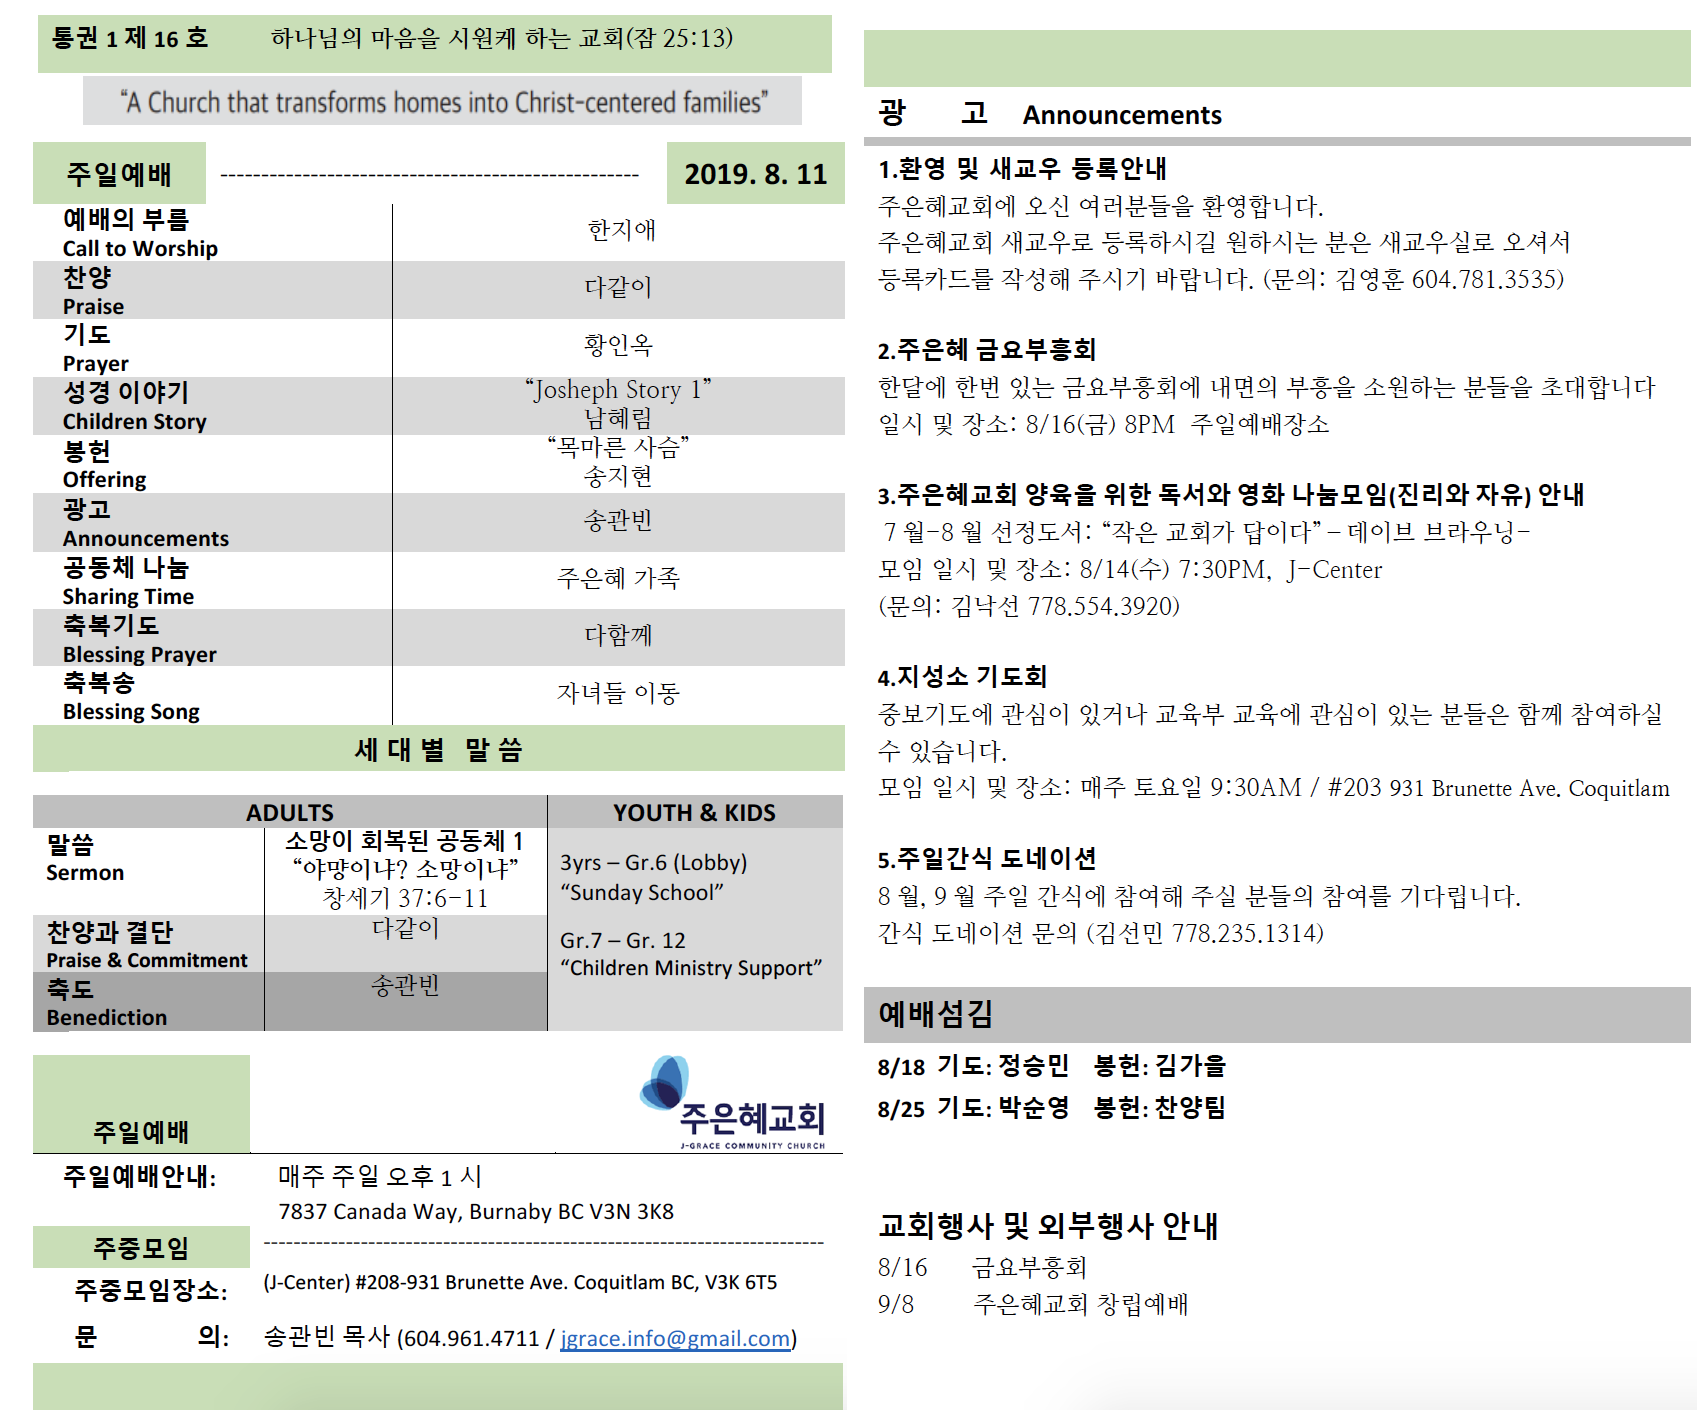 통권 1 제 16 호 하나님의 마음을 시원케 하는 교회(잠 25:13)
“A Church that transforms homes into Christ-centered families”
주일예배 ---------------------------------------------------- 2019. 8. 11
예배의 부름
Call to Worship
한지애
찬양
Praise
다같이
기도
Prayer
황인옥
성경 이야기
Children Story
“Josheph Story 1”
남혜림
봉헌
Offering
“목마른 사슴”
송지현
광고
Announcements
송관빈
공동체 나눔
Sharing Time
주은혜 가족
축복기도
Blessing Prayer
다함께
축복송
Blessing Song
자녀들 이동
세 대 별 말 씀
ADULTS
말씀
Sermon
소망이 회복된 공동체 1
“야망이냐? 소망이냐”
창세기 37:6-11
찬양과 결단
Praise & Commitment
다같이
축도
Benediction
송관빈
YOUTH & KIDS
3yrs – Gr.6 (Lobby)
“Sunday School”
Gr.7 – Gr. 12
“Children Ministry Support”
주일예배
주은혜교회
J-GRACE COMMUNITY CHURCH
주일예배안내: 매주 주일 오후 1 시
7837 Canada Way, Burnaby BC V3N 3K8
주중모임
주중모임장소: (J-Center) #208-931 Brunette Ave. Coquitlam BC, V3K 6T5
문 의: 송관빈 목사 (604.961.4711 / jgrace.info@gmail.com)
광 고 Announcements
1.환영 및 새교우 등록안내
주은혜교회에 오신 여러분들을 환영합니다.
주은혜교회 새교우로 등록하시길 원하시는 분은 새교우실로 오셔서
등록카드를 작성해 주시기 바랍니다. (문의: 김영훈 604.781.3535)
2.주은혜 금요부흥회
한달에 한번 있는 금요부흥회에 내면의 부흥을 소원하는 분들을 초대합니다
일시 및 장소: 8/16(금) 8PM 주일예배장소
3.주은혜교회 양육을 위한 독서와 영화 나눔모임(진리와 자유) 안내
7 월-8 월 선정도서: “작은 교회가 답이다” – 데이브 브라우닝-
모임 일시 및 장소: 8/14(수) 7:30PM, J-Center
(문의: 김낙선 778.554.3920)
4.지성소 기도회
중보기도에 관심이 있거나 교육부 교육에 관심이 있는 분들은 함께 참여하실
수 있습니다.
모임 일시 및 장소: 매주 토요일 9:30AM / #203 931 Brunette Ave. Coquitlam
5.주일간식 도네이션
8 월, 9 월 주일 간식에 참여해 주실 분들의 참여를 기다립니다.
간식 도네이션 문의 (김선민 778.235.1314)
예배섬김
8/18 기도: 정승민 봉헌: 김가을
8/25 기도: 박순영 봉헌: 찬양팀
교회행사 및 외부행사 안내
8/16 금요부흥회
9/8 주은혜교회 창립예배